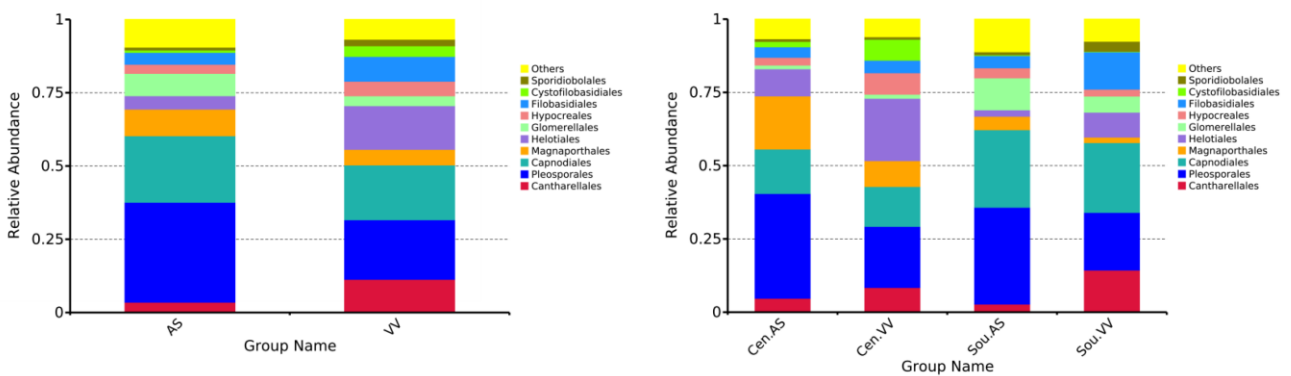 1
0.75
0.5
0.25
0
Relative Abundance
AS
VV
Group Name
Others
Sporidiobolales
Cystofilobasidiales
Filobasidiales
Hypocreales
Glomerellales
Helotiales
Magnaporthales
Capnodiales
Pleosporales
Cantharellales
1
0.75
0.5
0.25
0
Relative Abundance
Cen.AS
Cen.VV
Sou.AS
Sou.VV
Group Name
Others
Sporidiobolales
Cystofilobasidiales
Filobasidiales
Hypocreales
Glomerellales
Helotiales
Magnaporthales
Capnodiales
Pleosporales
Cantharellales